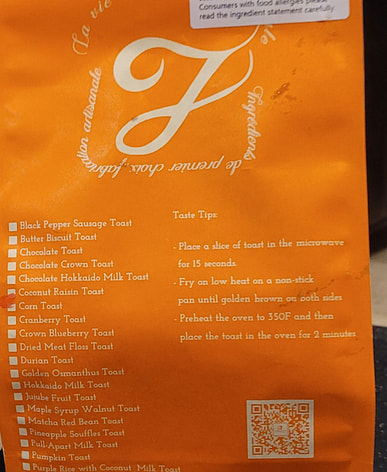 Consumers with food allergies please
read the ingredient statement carefully
La vie
Ingrédients de premier choix, fabrication artisanale
Taste Tips:
- Place a slice of toast in the microwave
for 15 seconds.
- Fry on low heat on a non-stick
pan until golden brown on both sides
- Preheat the oven to 350F and then
place the toast in the oven for 2 minutes
Black Pepper Sausage Toast
Butter Biscuit Toast
Chocolate Toast
Chocolate Crown Toast
Chocolate Hokkaido Milk Toast
Coconut Raisin Toast
Corn Toast
Cranberry Toast
Crown Blueberry Toast
Dried Meat Floss Toast
Durian Toast
Golden Osmanthus Toast
Hokkaido Milk Toast
Jujube Fruit Toast
Maple Syrup Walnut Toast
Matcha Red Bean Toast
Pineapple Souffles Toast
Pull-Apart Milk Toast
Pumpkin Toast
Purple Rice with Coconut Milk Toast